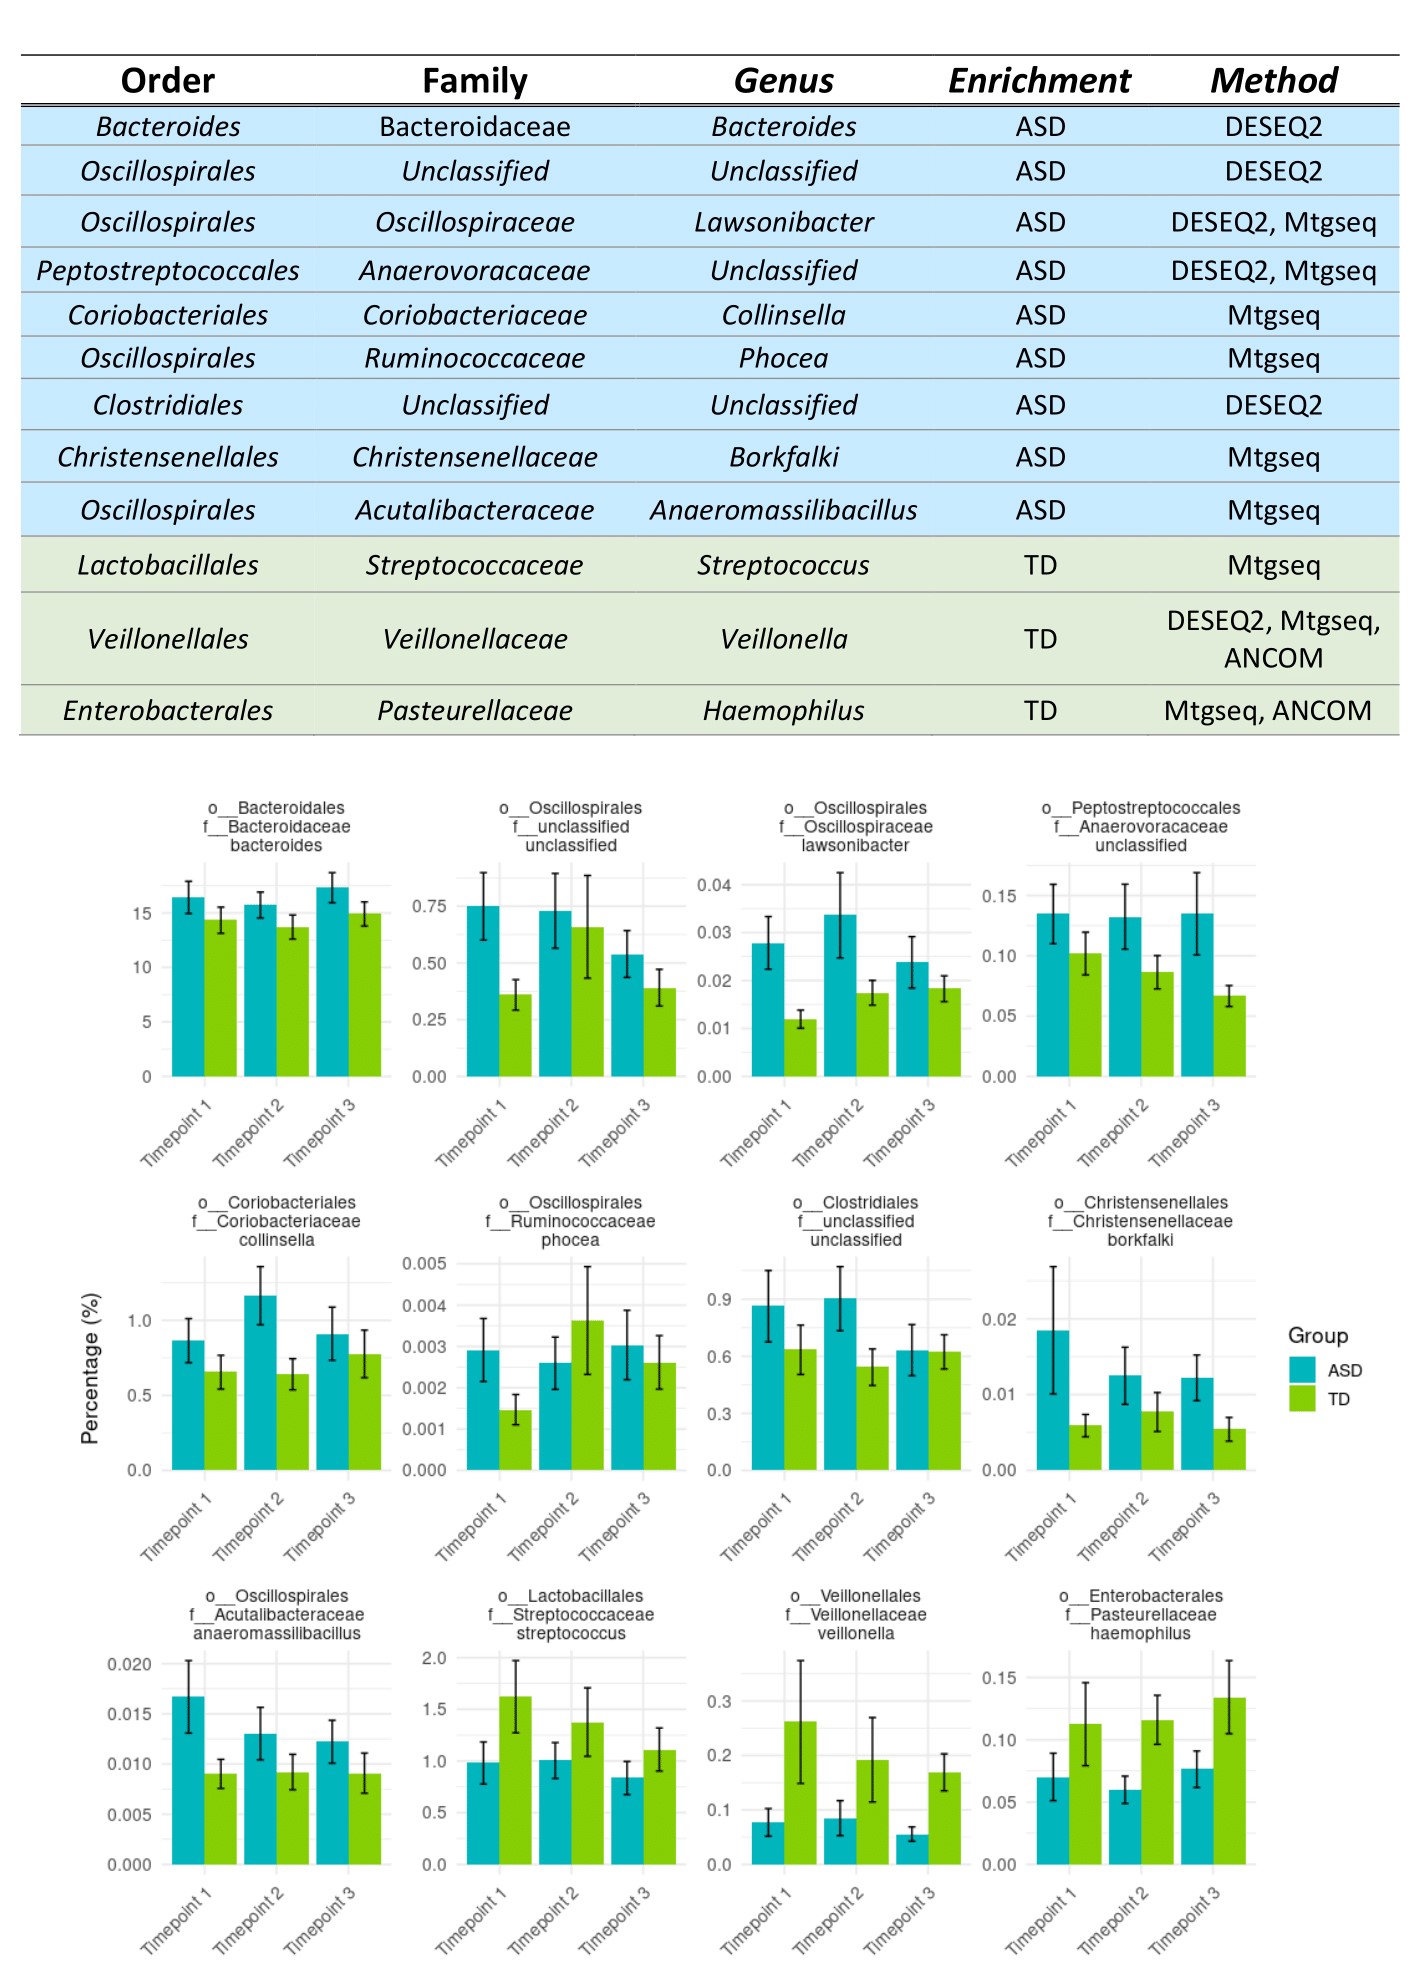 Order Family Genus Enrichment Method
Bacteroides Bacteroidaceae Bacteroides ASD DESEQ2
Oscillospirales Unclassified Unclassified ASD DESEQ2
Oscillospirales Oscillospiraceae Lawsonibacter ASD DESEQ2, Mtgseq
Peptostreptococcales Anaerovoracaceae Unclassified ASD DESEQ2, Mtgseq
Coriobacteriales Coriobacteriaceae Collinsella ASD Mtgseq
Oscillospirales Ruminococcaceae Phocea ASD Mtgseq
Clostridiales Unclassified Unclassified ASD DESEQ2
Christensenellales Christensenellaceae Borkfalki ASD Mtgseq
Oscillospirales Acutalibacteraceae Anaeromassilibacillus ASD Mtgseq
Lactobacillales Streptococcaceae Streptococcus TD Mtgseq
Veillonellales Veillonellaceae Veillonella TD DESEQ2, Mtgseq,
ANCOM
Enterobacterales Pasteurellaceae Haemophilus TD Mtgseq, ANCOM
o__Bacteroidales
f__Bacteroidaceae
bacteroides
15
10
5
0
Timepoint 1
Timepoint 2
Timepoint 3
o__Oscillospirales
f__unclassified
unclassified
0.75
0.50
0.25
0.00
Timepoint 1
Timepoint 2
Timepoint 3
o__Oscillospirales
f__Oscillospiraceae
lawsonibacter
0.04
0.03
0.02
0.01
0.00
Timepoint 1
Timepoint 2
Timepoint 3
o__Peptostreptococcales
f__Anaerovoracaceae
unclassified
0.15
0.10
0.05
0.00
Timepoint 1
Timepoint 2
Timepoint 3
Percentage (%)
o__Coriobacteriales
f__Coriobacteriaceae
collinsella
1.0
0.5
0.0
Timepoint 1
Timepoint 2
Timepoint 3
o__Oscillospirales
f__Ruminococcaceae
phocea
0.005
0.004
0.003
0.002
0.001
0.000
Timepoint 1
Timepoint 2
Timepoint 3
o__Clostridiales
f__unclassified
unclassified
0.9
0.6
0.3
0.0
Timepoint 1
Timepoint 2
Timepoint 3
o__Christensenellales
f__Christensenellaceae
borkfalki
0.02
0.01
0.00
Timepoint 1
Timepoint 2
Timepoint 3
Group
ASD
TD
o__Oscillospirales
f__Acutalibacteraceae
anaeromassilibacillus
0.020
0.015
0.010
0.005
0.000
Timepoint 1
Timepoint 2
Timepoint 3
o__Lactobacillales
f__Streptococcaceae
streptococcus
2.0
1.5
1.0
0.5
0.0
Timepoint 1
Timepoint 2
Timepoint 3
o__Veillonellales
f__Veillonellaceae
veillonella
0.3
0.2
0.1
0.0
Timepoint 1
Timepoint 2
Timepoint 3
o__Enterobacterales
f__Pasteurellaceae
haemophilus
0.15
0.10
0.05
0.00
Timepoint 1
Timepoint 2
Timepoint 3